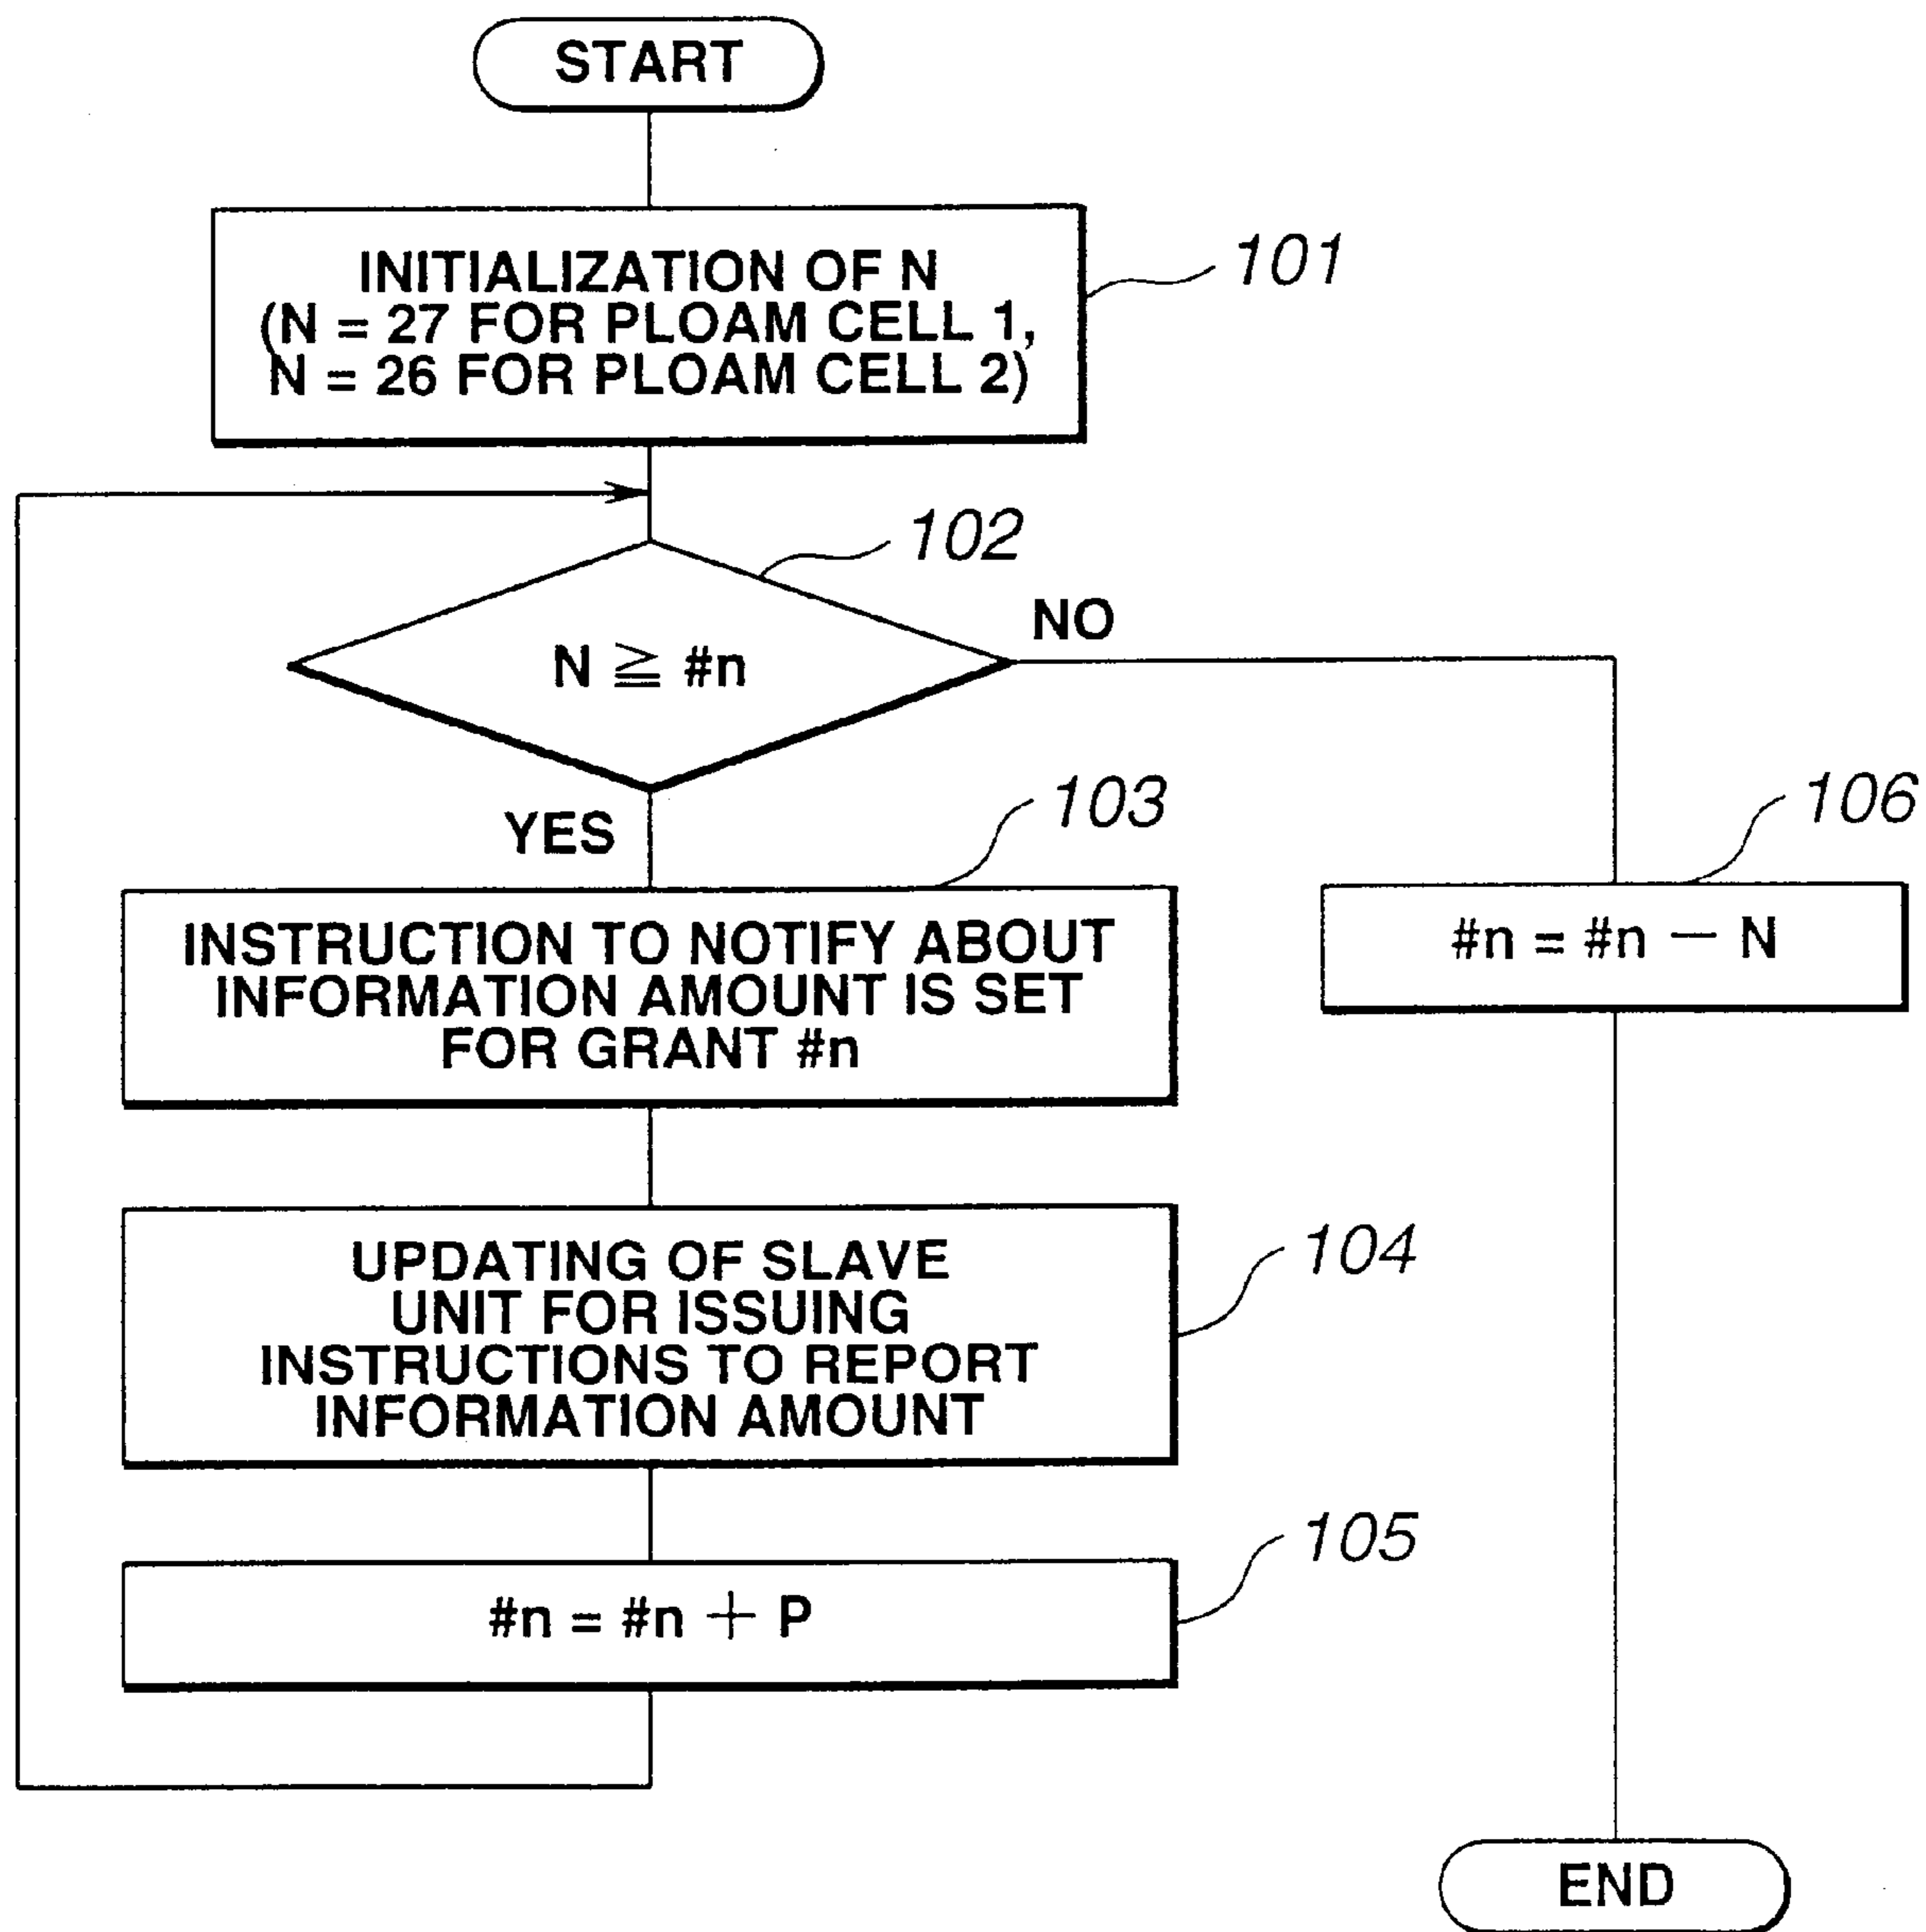 START
INITIALIZATION OF N
(N = 27 FOR PLOAM CELL 1,
N = 26 FOR PLOAM CELL 2)
101
102
N ≧ #n
NO
YES
103
INSTRUCTION TO NOTIFY ABOUT
INFORMATION AMOUNT IS SET
FOR GRANT #n
106
#n = #n — N
UPDATING OF SLAVE
UNIT FOR ISSUING
INSTRUCTIONS TO REPORT
INFORMATION AMOUNT
104
#n = #n + P
105
END